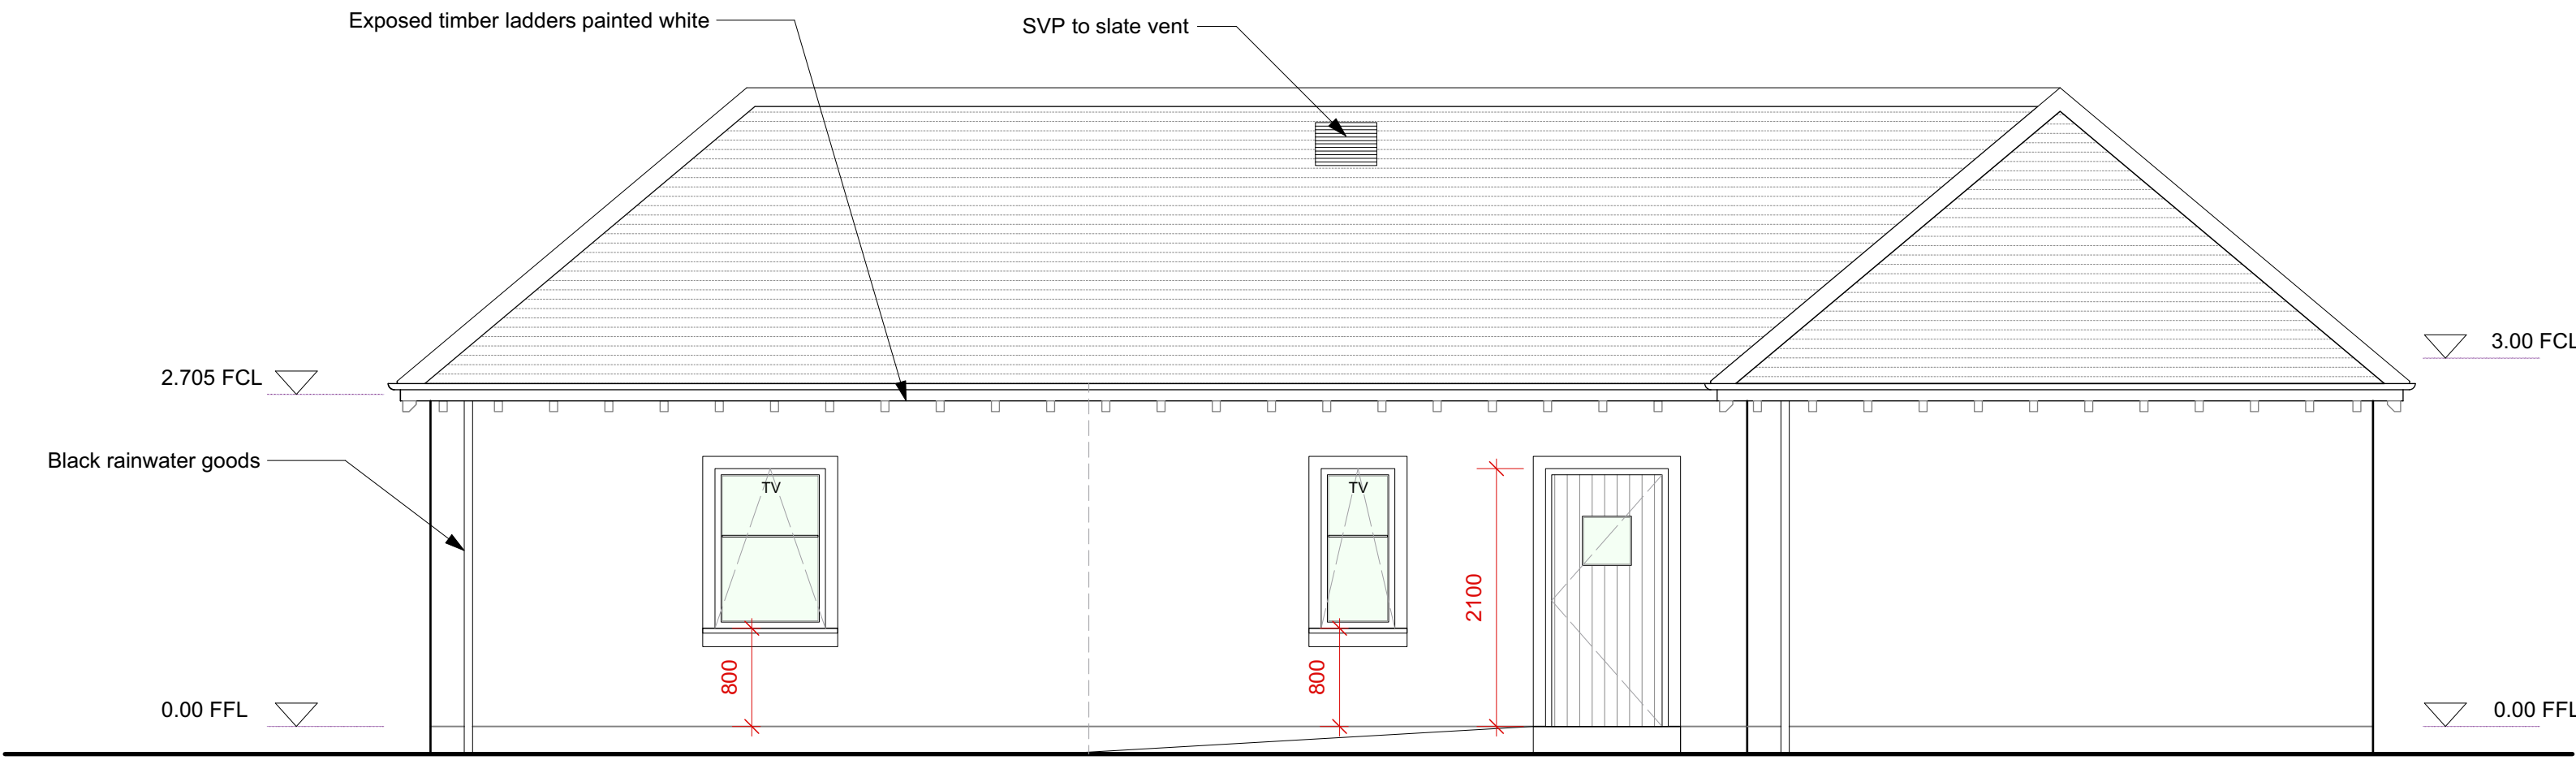 Exposed timber ladders painted white
SVP to slate vent
3.00 FCL
2.705 FCL
Black rainwater goods
TV
TV
2100
800
800
0.00 FFL
0.00 FFL